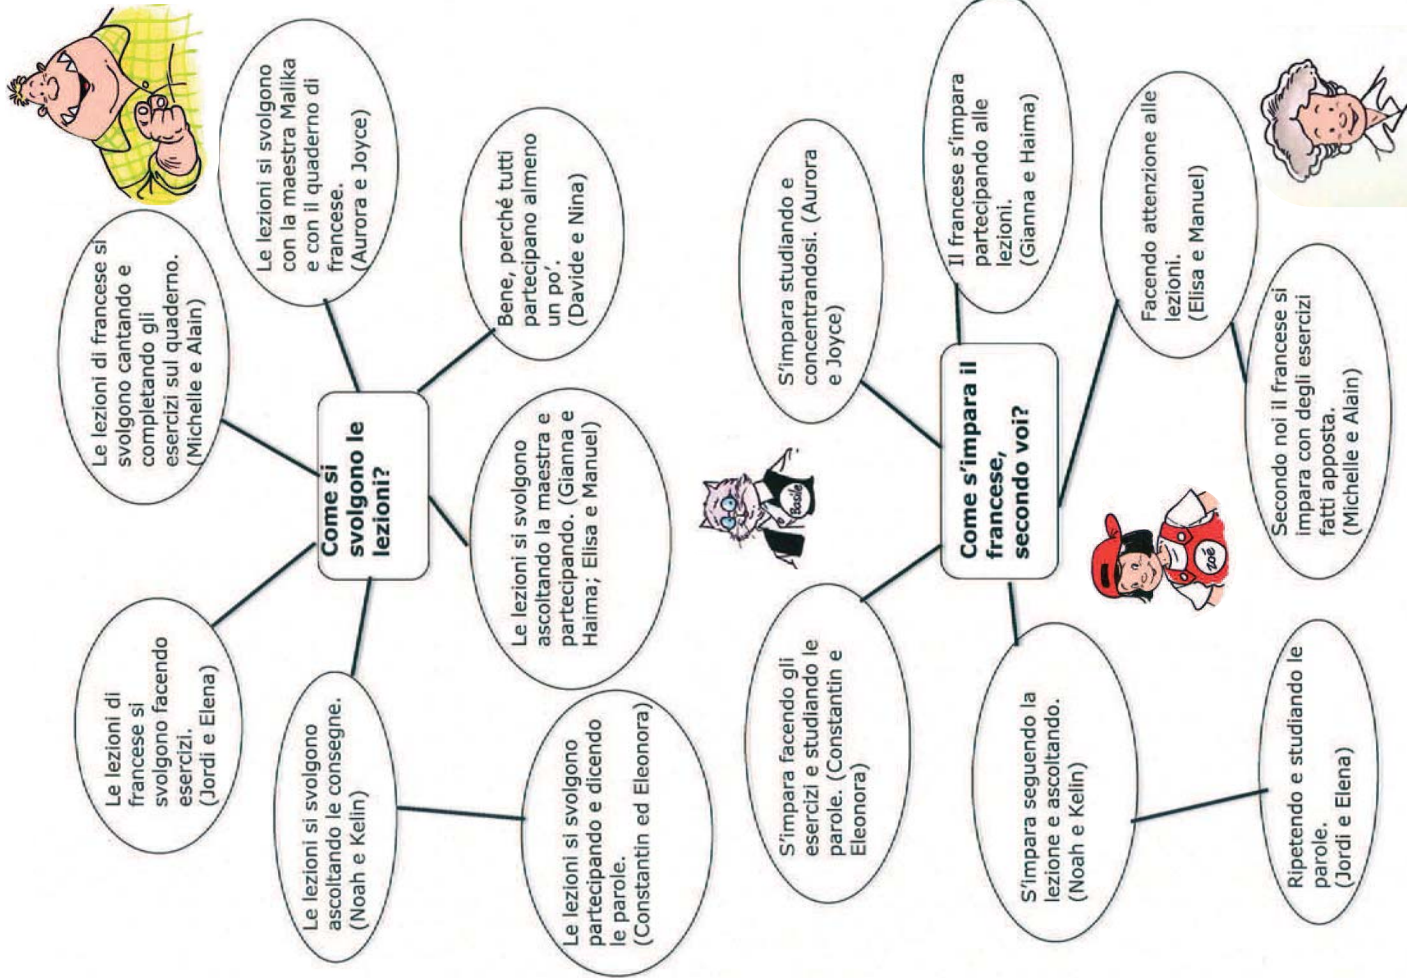 Le lezioni di
francese si
svolgono facendo
esercizi.
(Jordi e Elena)
Le lezioni di francese si
svolgono cantando e
completando gli
esercizi sul quaderno.
(Michelle e Alain)
Le lezioni si svolgono
con la maestra Malika
e con il quaderno di
francese.
(Aurora e Joyce)
Le lezioni si svolgono
ascoltando le consegne.
(Noah e Kelin)
Come si
svolgono le
lezioni?
Bene, perché tutti
partecipano almeno
un po’.
(Davide e Nina)
Le lezioni si svolgono
partecipando e dicendo
le parole.
(Constantin ed Eleonora)
Le lezioni si svolgono
ascoltando la maestra e
partecipando. (Gianna e
Haima; Elisa e Manuel)
Basile
S’impara facendo gli
esercizi e studiando le
parole. (Constantin e
Eleonora)
S’impara studiando e
concentrandosi. (Aurora
e Joyce)
Il francese s’impara
partecipando alle
lezioni.
(Gianna e Haima)
Come s’impara il
francese,
secondo voi?
S’impara seguendo la
lezione e ascoltando.
(Noah e Kelin)
zoé
Facendo attenzione alle
lezioni.
(Elisa e Manuel)
Ripetendo e studiando le
parole.
(Jordi e Elena)
Secondo noi il francese si
impara con degli esercizi
fatti apposta.
(Michelle e Alain)